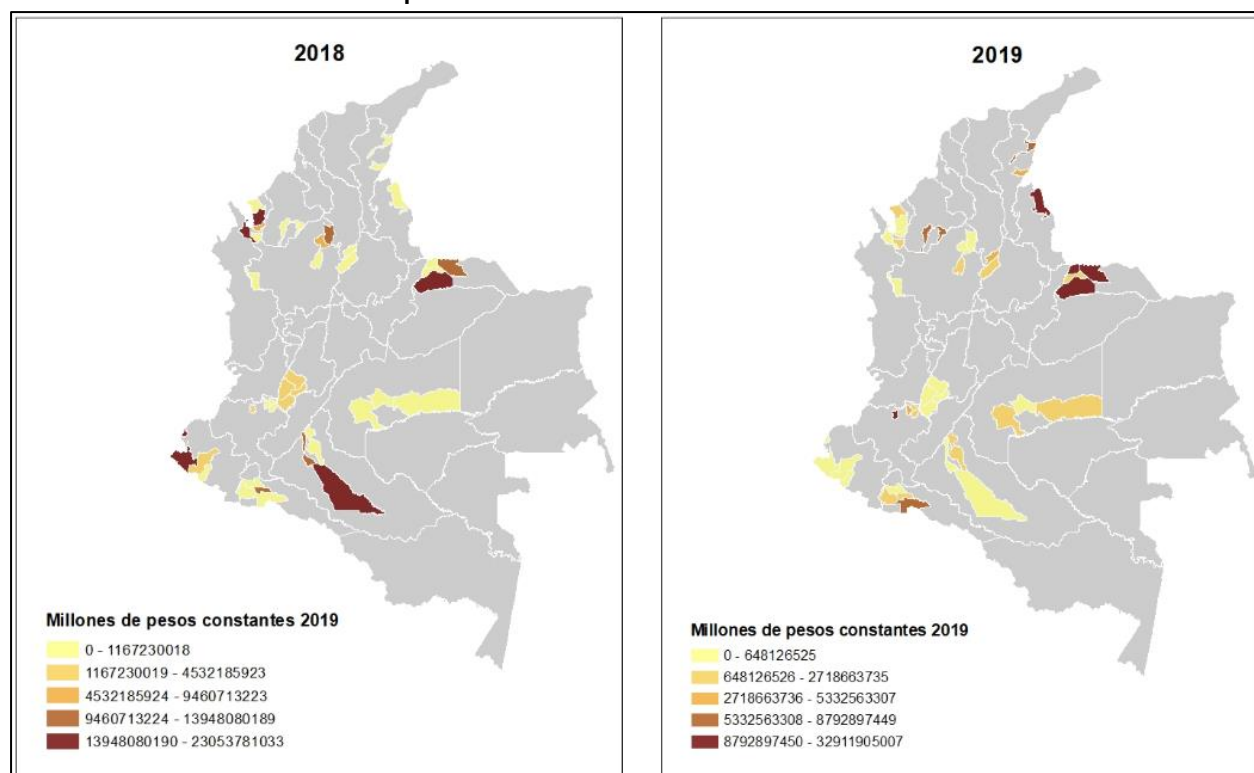 2018
Millones de pesos constantes 2019
0 - 1167230018
1167230019 - 4532185923
4532185924 - 9460713223
9460713224 - 13948080189
13948080190 - 23053781033
2019
Millones de pesos constantes 2019
0 - 648126525
648126526 - 2718663735
2718663736 - 5332563307
5332563308 - 8792897449
8792897450 - 32911905007